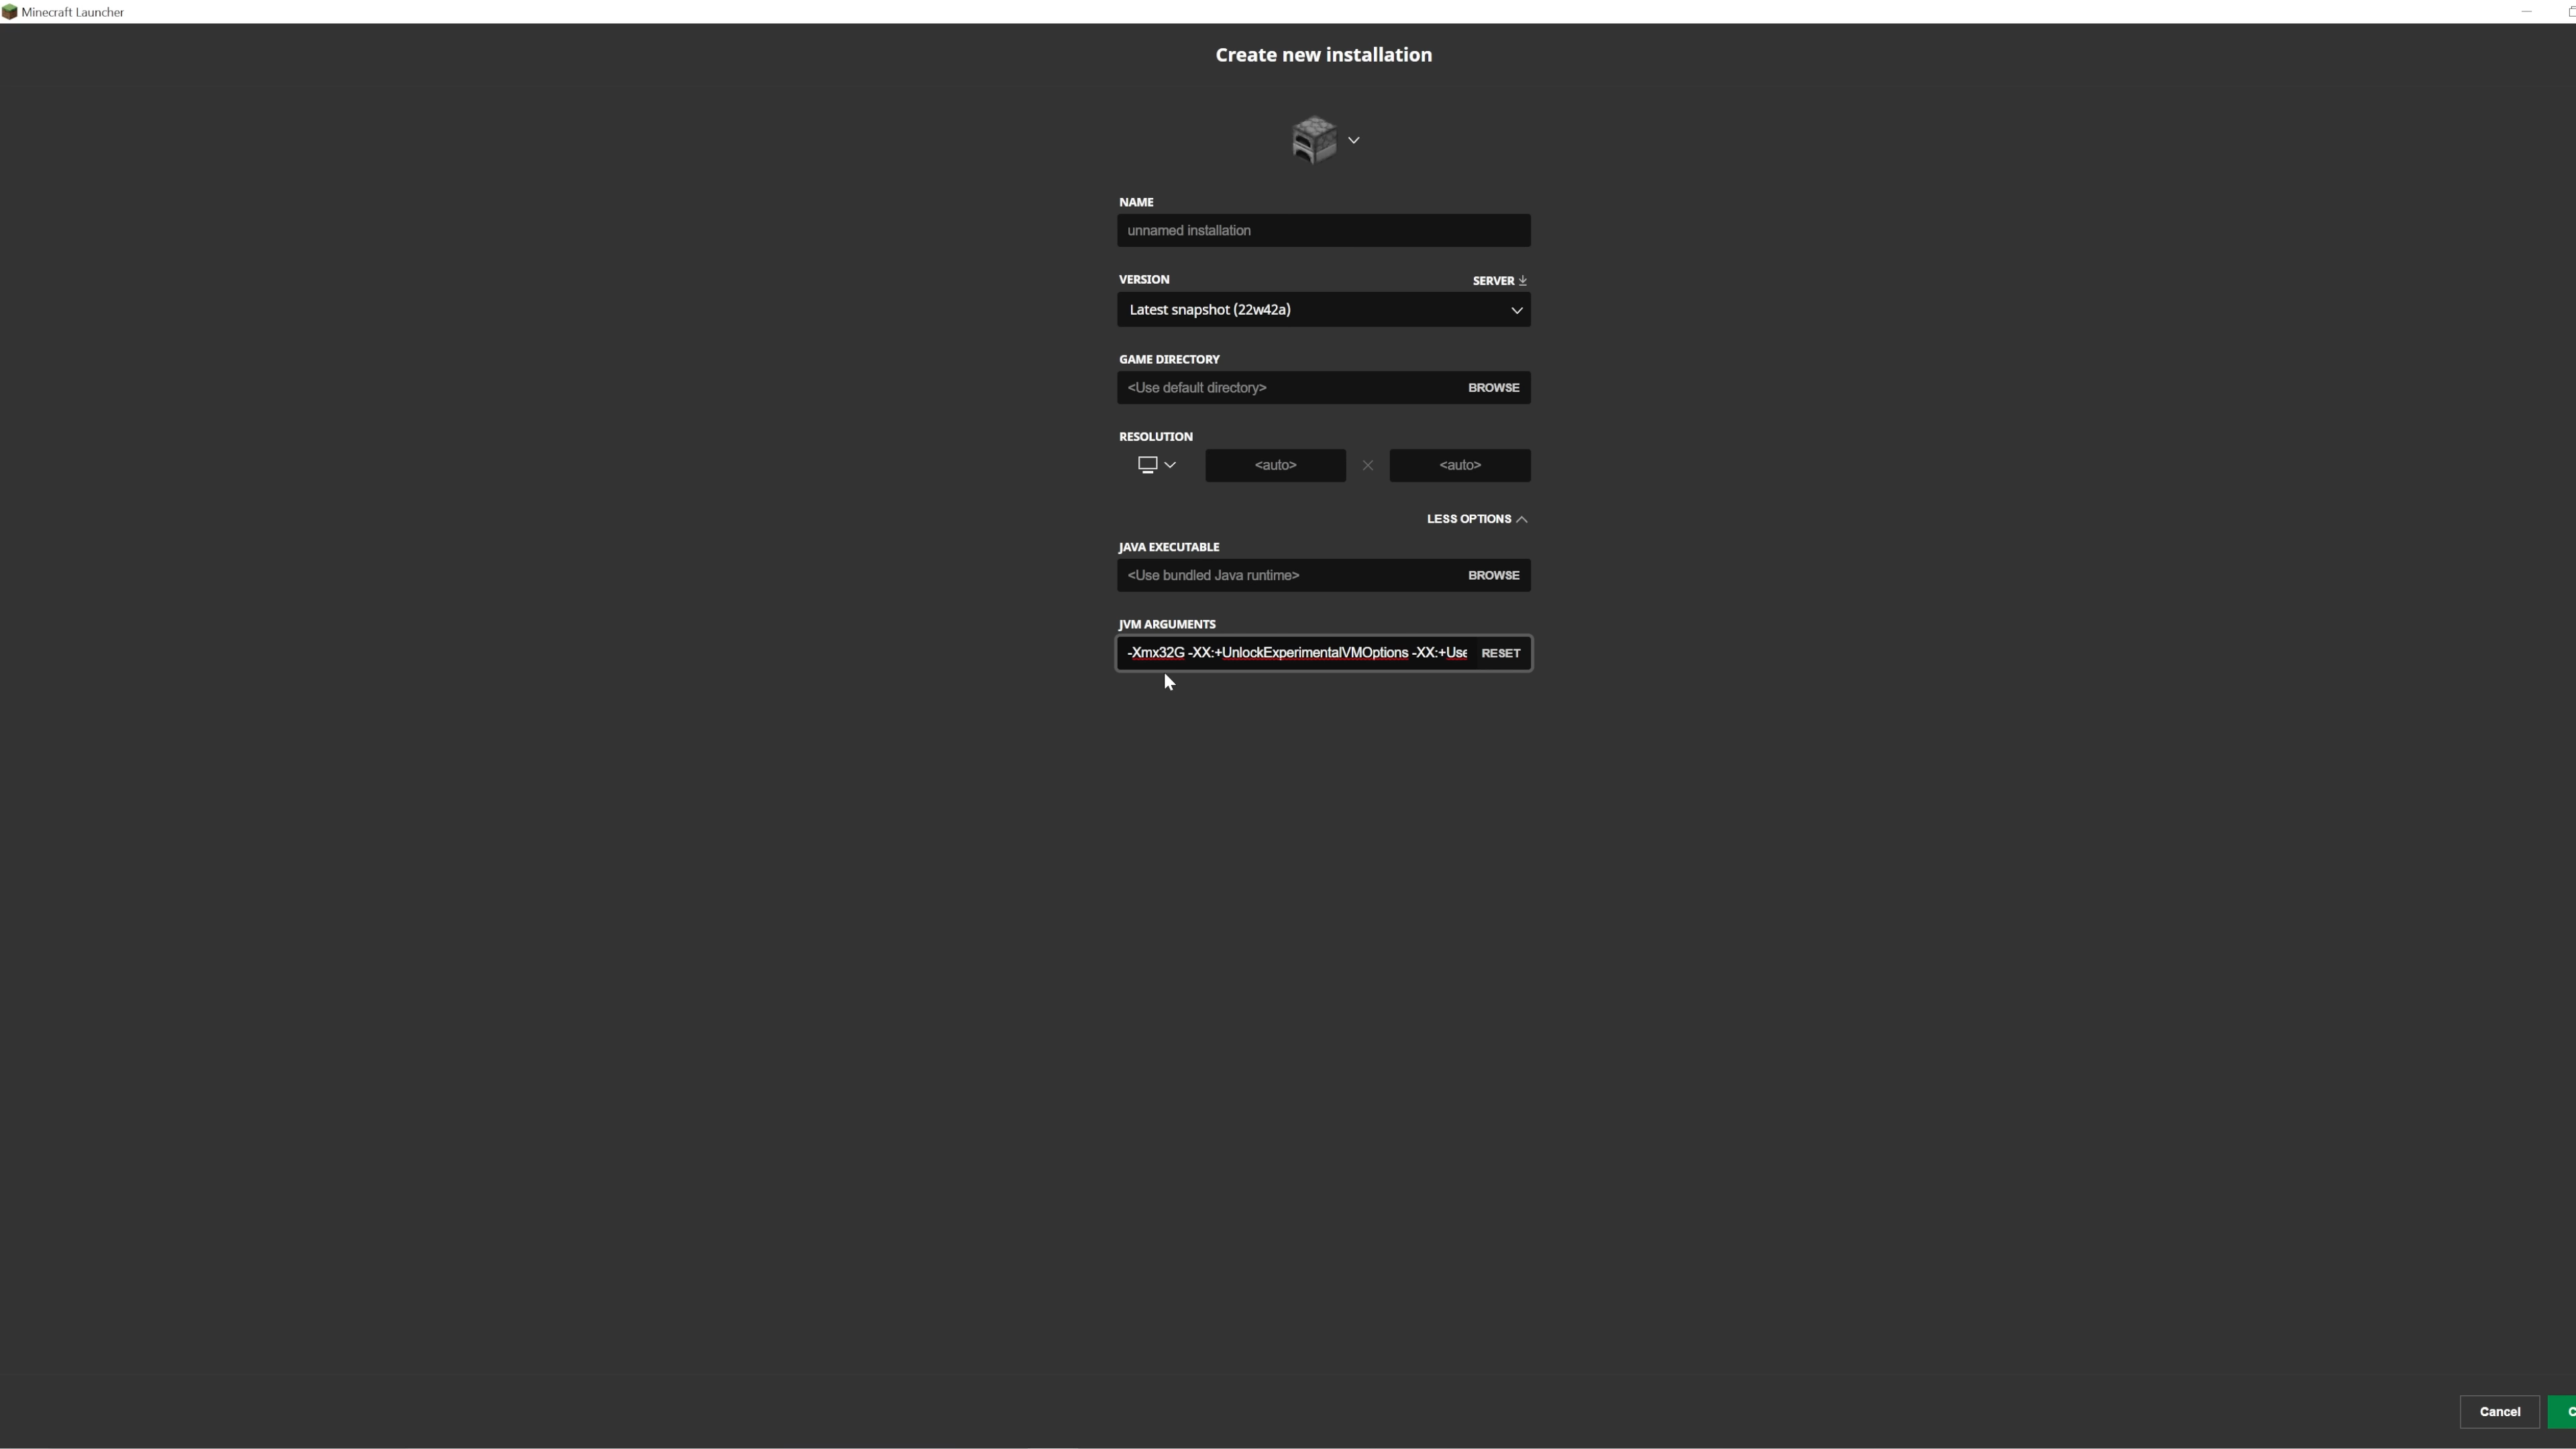 Minecraft Launcher
Create new installation
NAME
unnamed installation
VERSION
SERVER
Latest snapshot (22w42a)
GAME DIRECTORY
<Use default directory>
BROWSE
RESOLUTION
<auto>
<auto>
LESS OPTIONS
JAVA EXECUTABLE
<Use bundled Java runtime>
BROWSE
JVM ARGUMENTS
-Xmx32G -XX:+UnlockExperimentalVMOptions -XX:+Use
RESET
Cancel